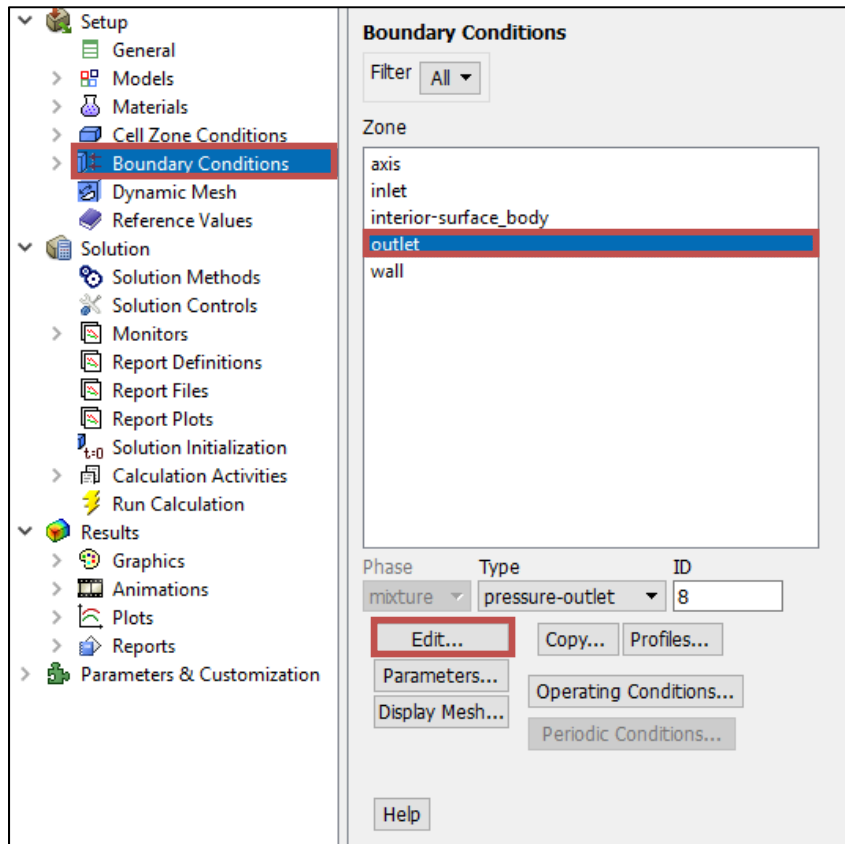 Setup
General
Models
Materials
Cell Zone Conditions
Boundary Conditions
Dynamic Mesh
Reference Values
Solution
Solution Methods
Solution Controls
Monitors
Report Definitions
Report Files
Report Plots
t=0 Solution Initialization
Calculation Activities
Run Calculation
Results
Graphics
Animations
Plots
Reports
Parameters & Customization
Boundary Conditions
Filter All
Zone
axis
inlet
interior-surface_body
outlet
wall
Phase Type ID
mixture pressure-outlet 8
Edit... Copy... Profiles...
Parameters... Operating Conditions...
Display Mesh... Periodic Conditions...
Help